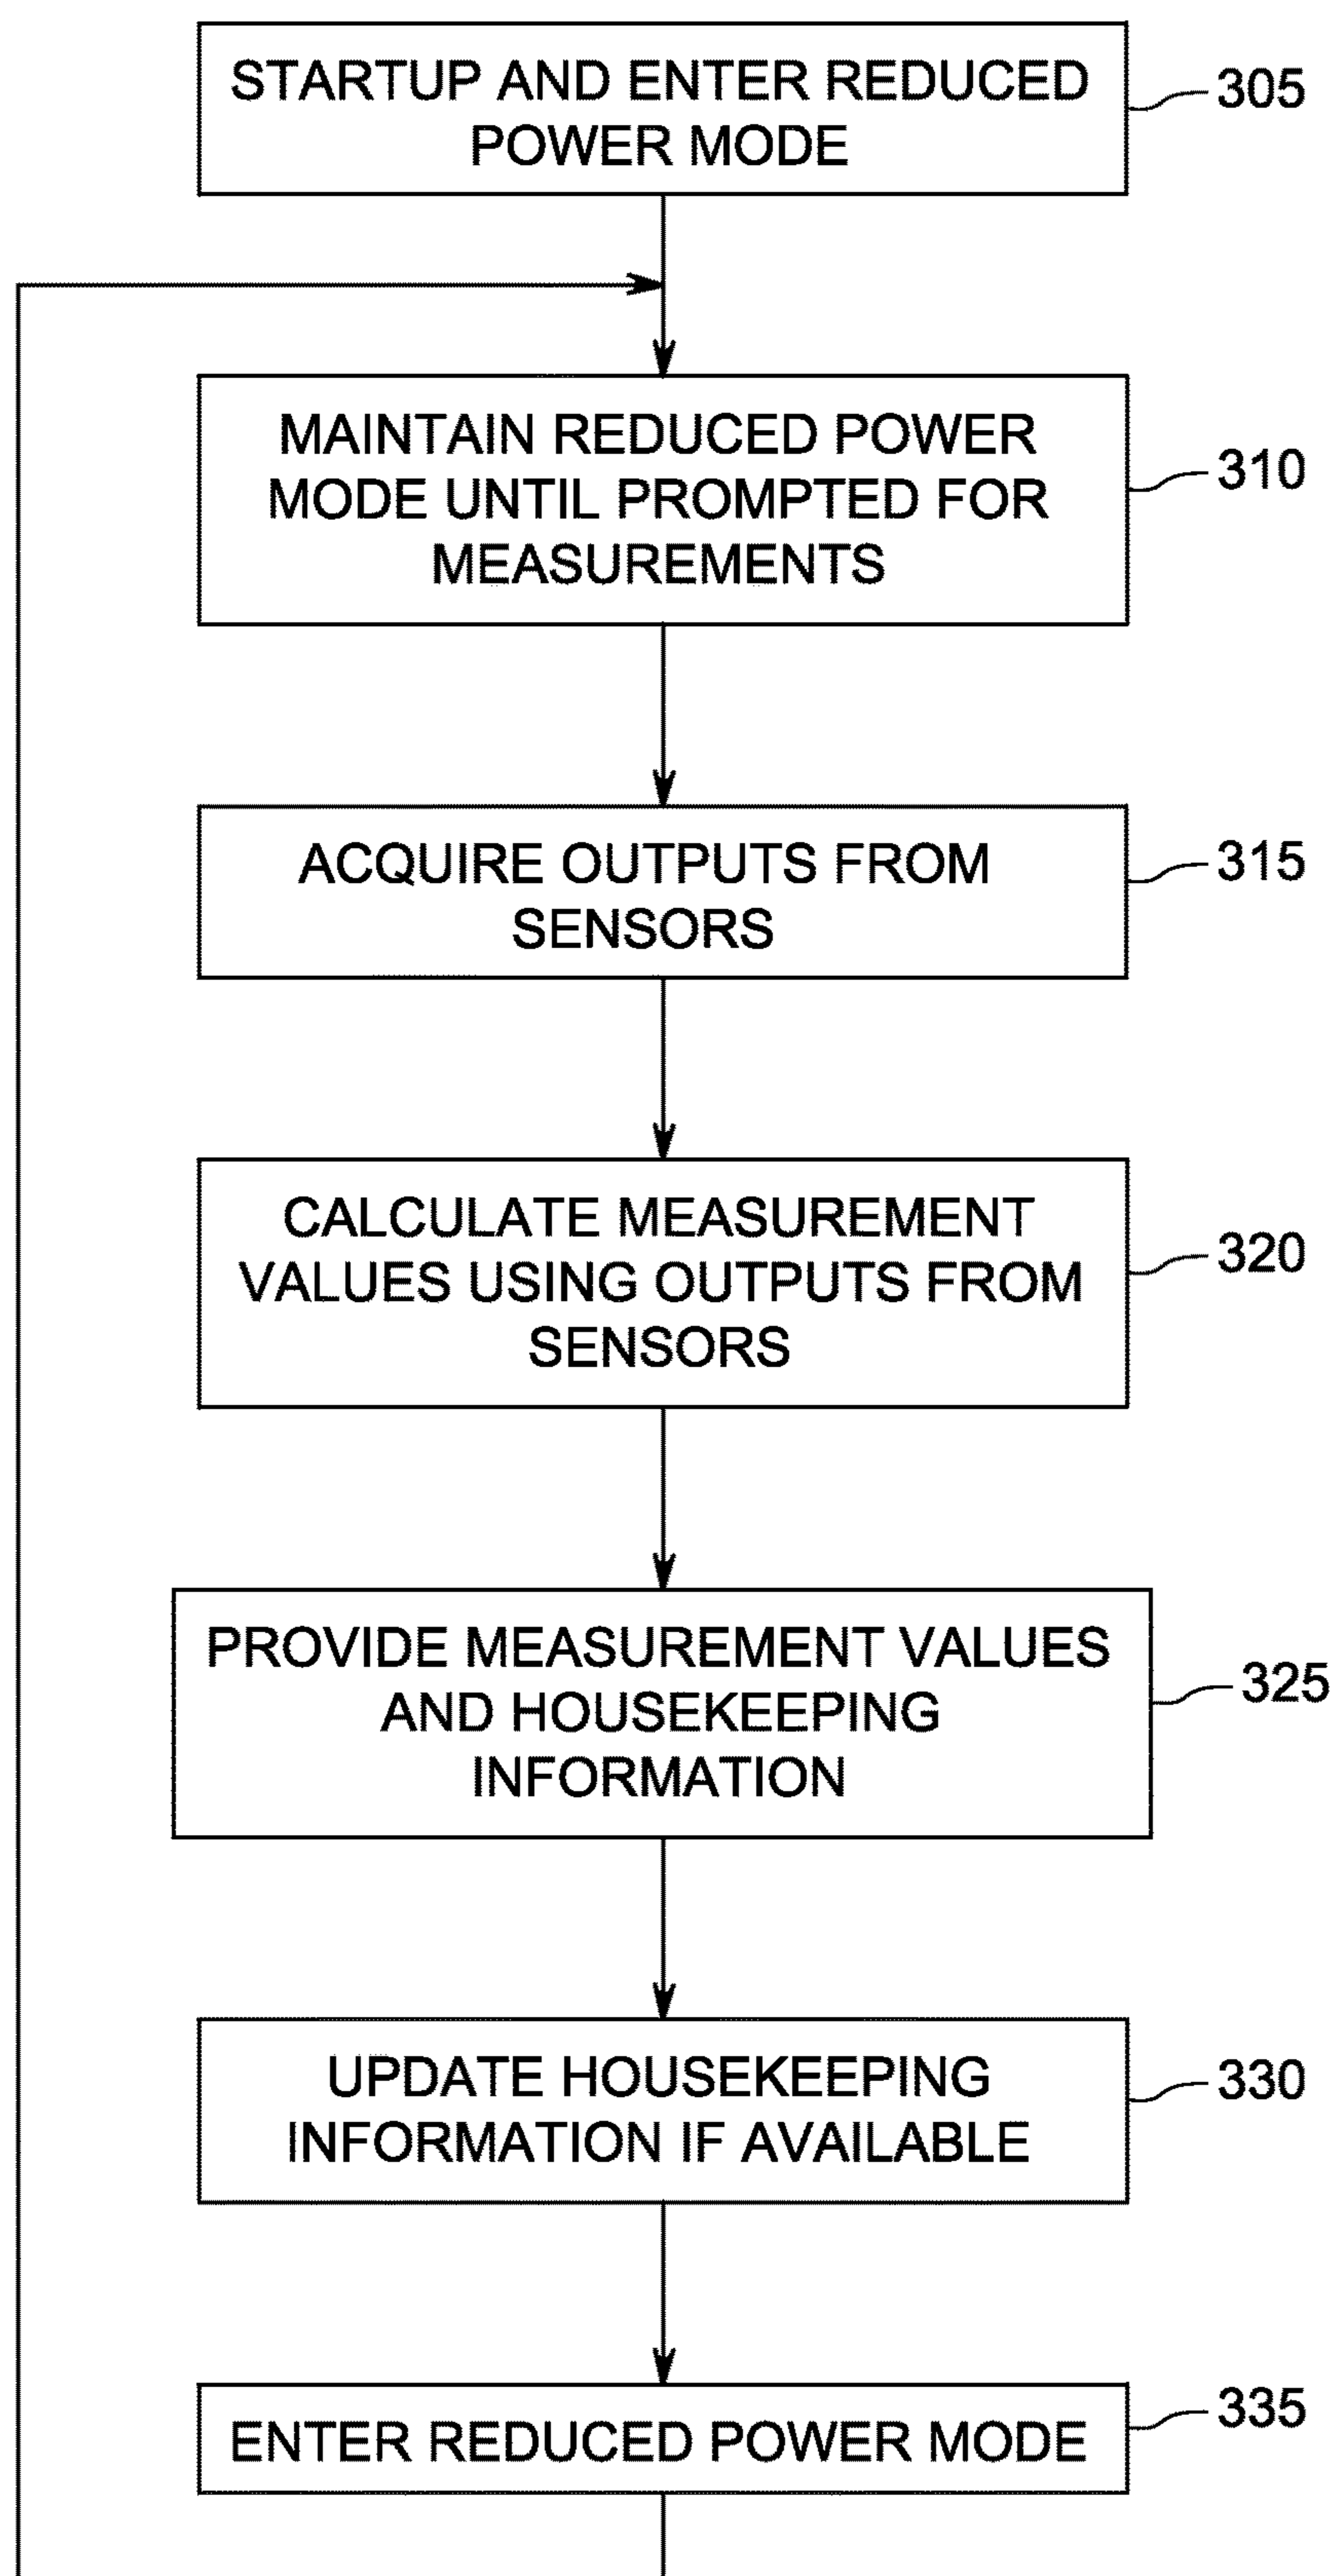 STARTUP AND ENTER REDUCED
POWER MODE
305
MAINTAIN REDUCED POWER
MODE UNTIL PROMPTED FOR
MEASUREMENTS
310
ACQUIRE OUTPUTS FROM
SENSORS
315
CALCULATE MEASUREMENT
VALUES USING OUTPUTS FROM
SENSORS
320
PROVIDE MEASUREMENT VALUES
AND HOUSEKEEPING
INFORMATION
325
UPDATE HOUSEKEEPING
INFORMATION IF AVAILABLE
330
ENTER REDUCED POWER MODE
335